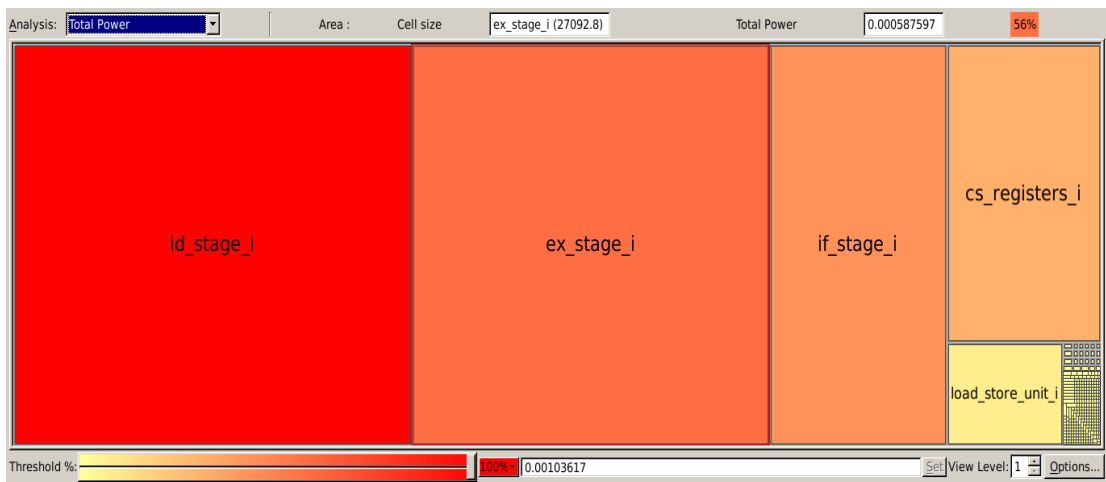 Analysis: Total Power Area : Cell size ex_stage_i (27092.8) Total Power 0.000587597 56%
id_stage_i
ex_stage_i
if_stage_i
cs_registers_i
load_store_unit_i
Threshold %: 100% 0.00103617 Set View Level: 1 Options...